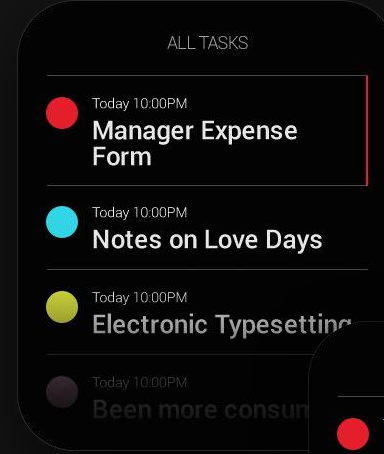 ALL TASKS
Today 10:00PM
Manager Expense
Form
Today 10:00PM
Notes on Love Days
Today 10:00PM
Electronic Typesetting
Today 10:00PM
Been more consum